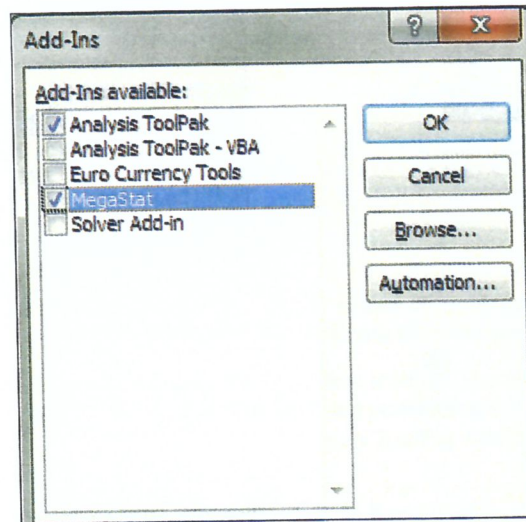 Add-Ins
Add-Ins available:
Analysis ToolPak
Analysis ToolPak - VBA
Euro Currency Tools
MegaStat
Solver Add-in
OK
Cancel
Browse...
Automation...